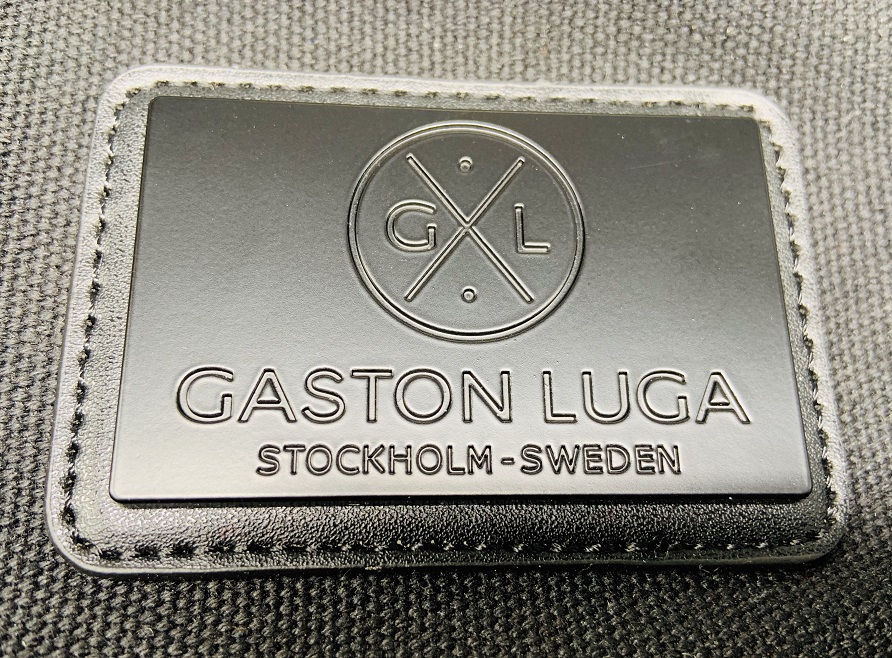 G L
GASTON LUGA
STOCKHOLM-SWEDEN